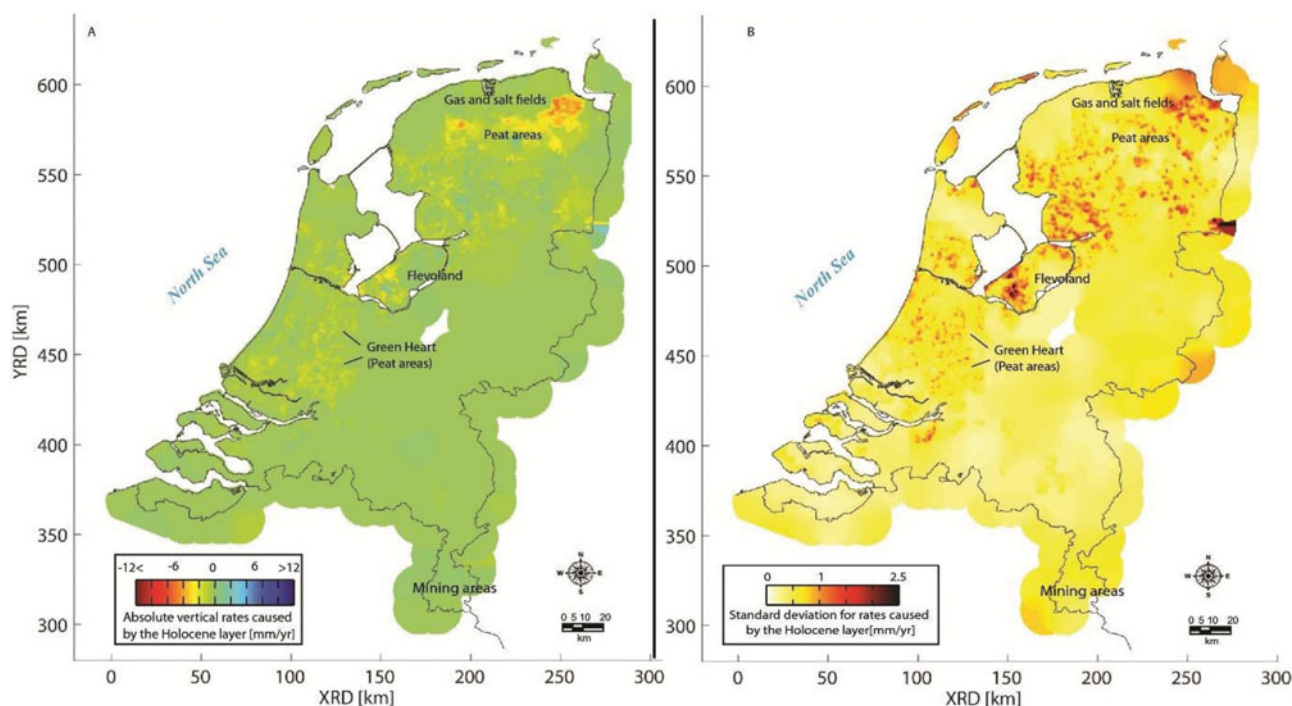 A
600
550
500
450
400
350
300
YRD [km]
North Sea
Gas and salt fields
Peat areas
Flevoland
Green Heart
(Peat areas)
Mining areas
-12< -6 0 6 >12
Absolute vertical rates caused
by the Holocene layer [mm/yr]
N
W E
S
0 5 10 20
km
0 50 100 150 200 250 300
XRD [km]
B
North Sea
Gas and salt fields
Peat areas
Flevoland
Green Heart
(Peat areas)
Mining areas
0 1 2.5
Standard deviation for rates caused
by the Holocene layer[mm/yr]
N
W E
S
0 5 10 20
km
0 50 100 150 200 250 300
XRD [km]